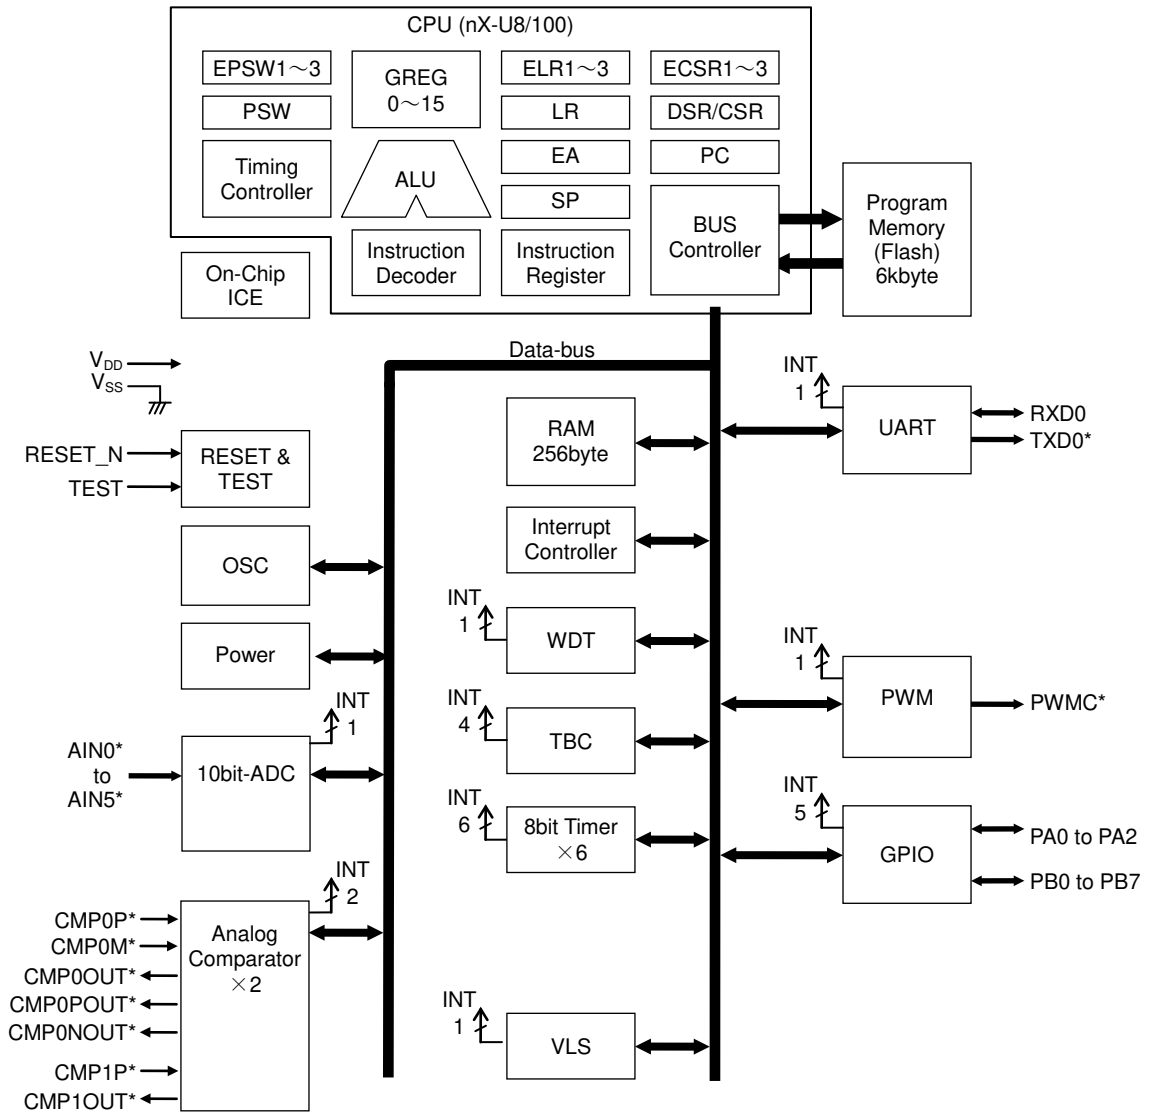 CPU (nX-U8/100)
EPSW1～3
GREG
0～15
ELR1～3
ECSR1～3
PSW
LR
DSR/CSR
Timing
Controller
ALU
EA
PC
SP
BUS
Controller
Program
Memory
(Flash)
6kbyte
Instruction
Decoder
Instruction
Register
On-Chip
ICE
Data-bus
VDD
VSS
INT
1
UART
RXD0
TXD0*
RAM
256byte
RESET_N
TEST
RESET &
TEST
OSC
Interrupt
Controller
INT
1
WDT
Power
INT
1
PWM
PWMC*
INT
1
AIN0*
to
AIN5*
10bit-ADC
INT
4
TBC
INT
6
8bit Timer
×6
INT
5
GPIO
PA0 to PA2
PB0 to PB7
INT
2
CMP0P*
CMP0M*
CMP0OUT*
CMP0POUT*
CMP0NOUT*
CMP1P*
CMP1OUT*
Analog
Comparator
×2
INT
1
VLS